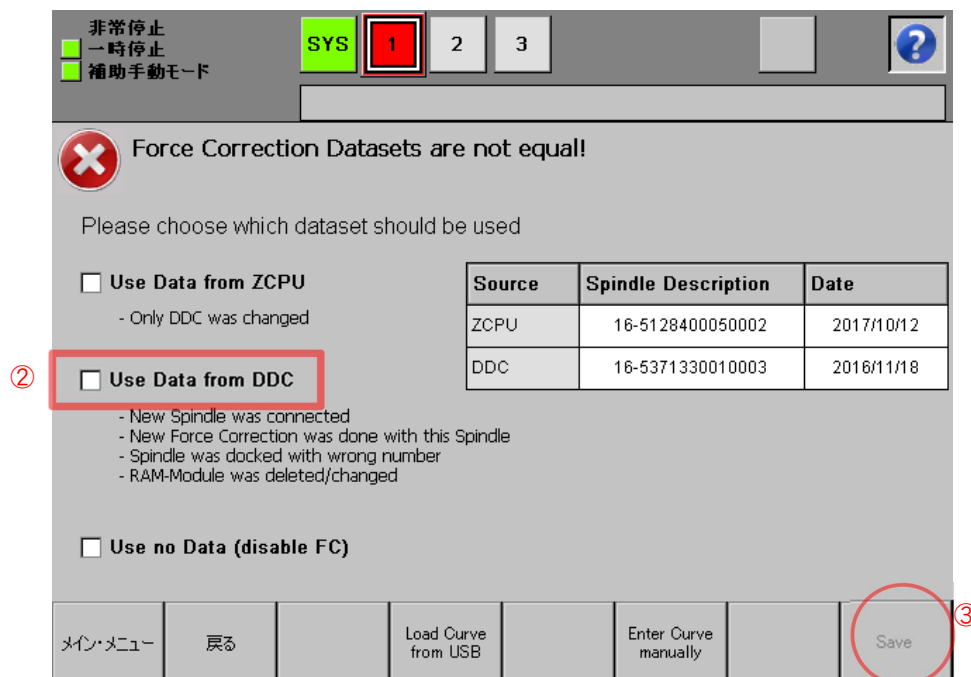 非常停止
一時停止
補助手動モード
SYS 1 2 3 ?
Force Correction Datasets are not equal!
Please choose which dataset should be used
Use Data from ZCPU
- Only DDC was changed
Source Spindle Description Date
ZCPU 16-5128400050002 2017/10/12
DDC 16-5371330010003 2016/11/18
② Use Data from DDC
- New Spindle was connected
- New Force Correction was done with this Spindle
- Spindle was docked with wrong number
- RAM-Module was deleted/changed
Use no Data (disable FC)
メイン・メニュー 戻る Load Curve from USB Enter Curve manually Save ③